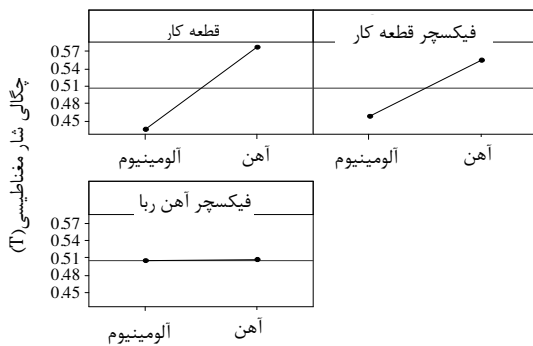 قطعه کار
فیکسچر قطعه کار
0.57
0.54
0.51
0.48
0.45
آلومینیوم
آهن
آلومینیوم
آهن
چگالی شار مغناطیسی(T)
فیکسچر آهن ربا
0.57
0.54
0.51
0.48
0.45
آلومینیوم
آهن